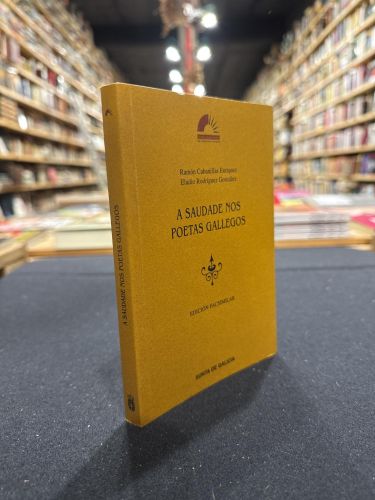 Ramón Cabanillas Enríquez
Eladio Rodríguez González
A SAUDADE NOS
POETAS GALLEGOS
EDICIÓN FACSIMILAR
XUNTA DE GALICIA
A SAUDADE NOS POETAS GALLEGOS